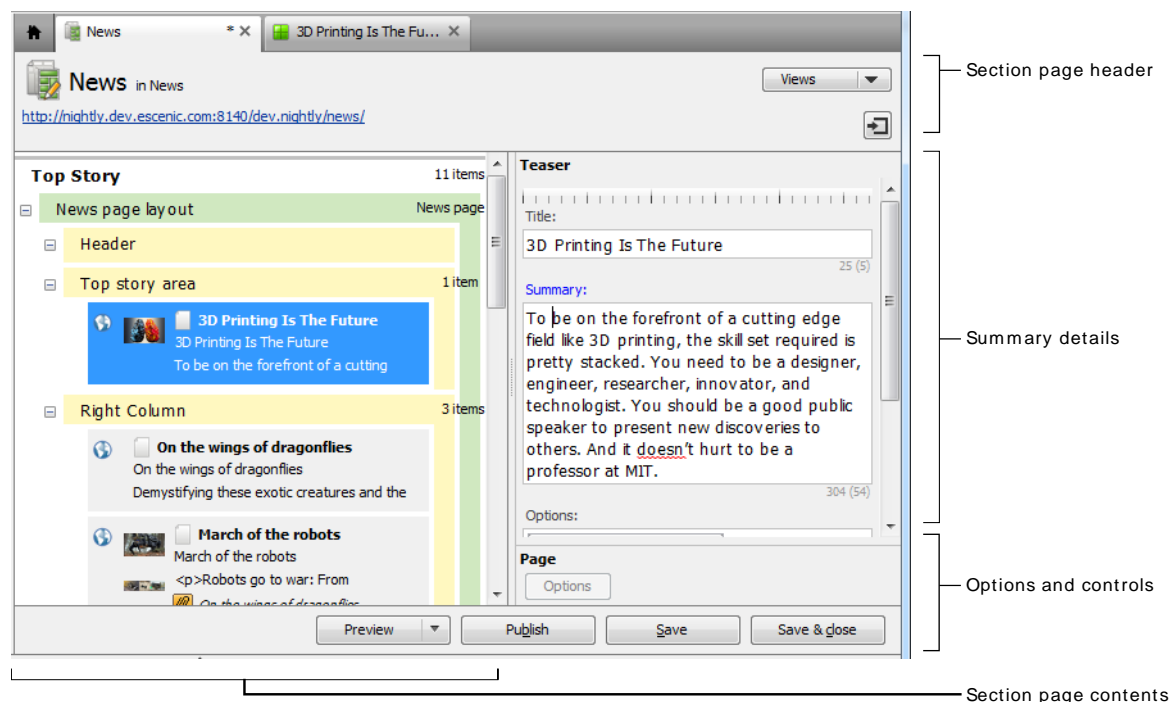 News * ✕
3D Printing Is The Fu... ✕
News in News
Views
http://nightly.dev.escenic.com:8140/dev.nightly/news/
Section page header
Top Story 11 items
News page layout News page
Header
Top story area 1 item
3D Printing Is The Future
3D Printing Is The Future
To be on the forefront of a cutting
Right Column 3 items
On the wings of dragonflies
On the wings of dragonflies
Demystifying these exotic creatures and the
March of the robots
March of the robots
<p>Robots go to war: From
On the wings of dragonflies
Teaser
Title:
3D Printing Is The Future
25 (5)
Summary:
To be on the forefront of a cutting edge
field like 3D printing, the skill set required is
pretty stacked. You need to be a designer,
engineer, researcher, innovator, and
technologist. You should be a good public
speaker to present new discoveries to
others. And it doesn't hurt to be a
professor at MIT.
304 (54)
Options:
Summary details
Page
Options
Options and controls
Preview
Publish
Save
Save & close
Section page contents